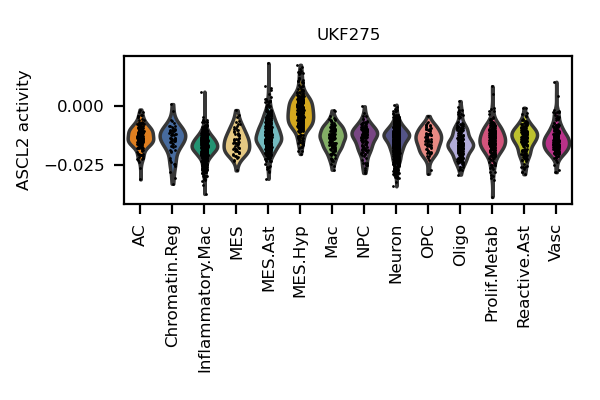 UKF275
ASCL2 activity
0.000
−0.025
AC
Chromatin.Reg
Inflammatory.Mac
MES
MES.Ast
MES.Hyp
Mac
NPC
Neuron
OPC
Oligo
Prolif.Metab
Reactive.Ast
Vasc